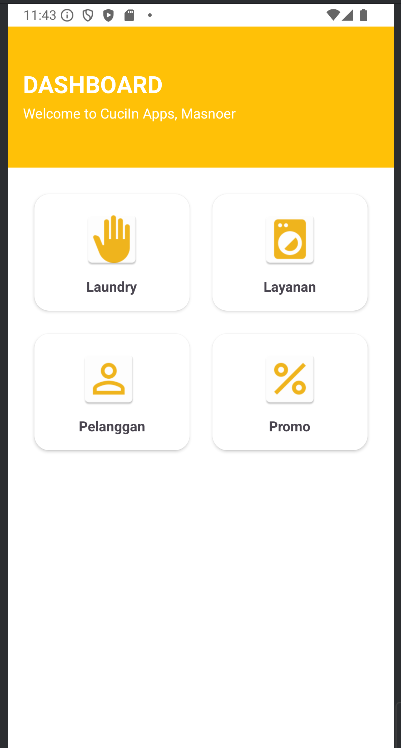 11:43
DASHBOARD
Welcome to CuciIn Apps, Masnoer
Laundry
Layanan
Pelanggan
Promo